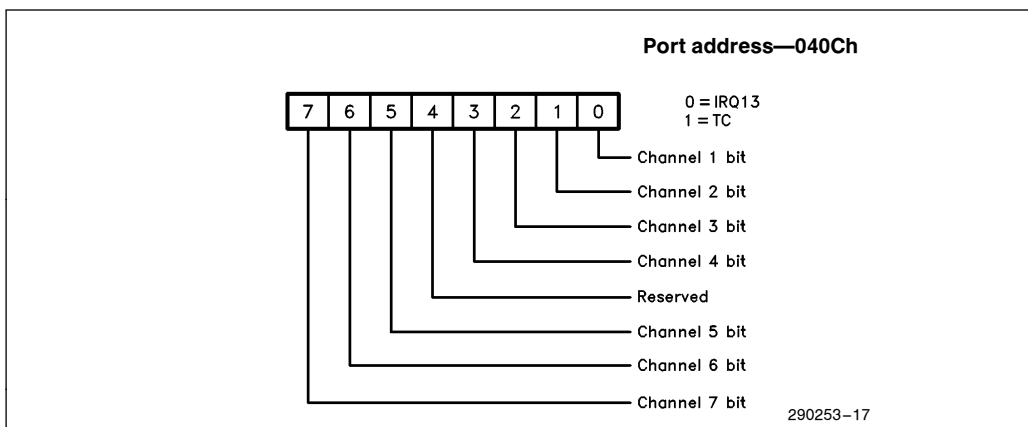 Port address—040Ch
7 6 5 4 3 2 1 0
0 = IRQ13
1 = TC
Channel 1 bit
Channel 2 bit
Channel 3 bit
Channel 4 bit
Reserved
Channel 5 bit
Channel 6 bit
Channel 7 bit
290253–17